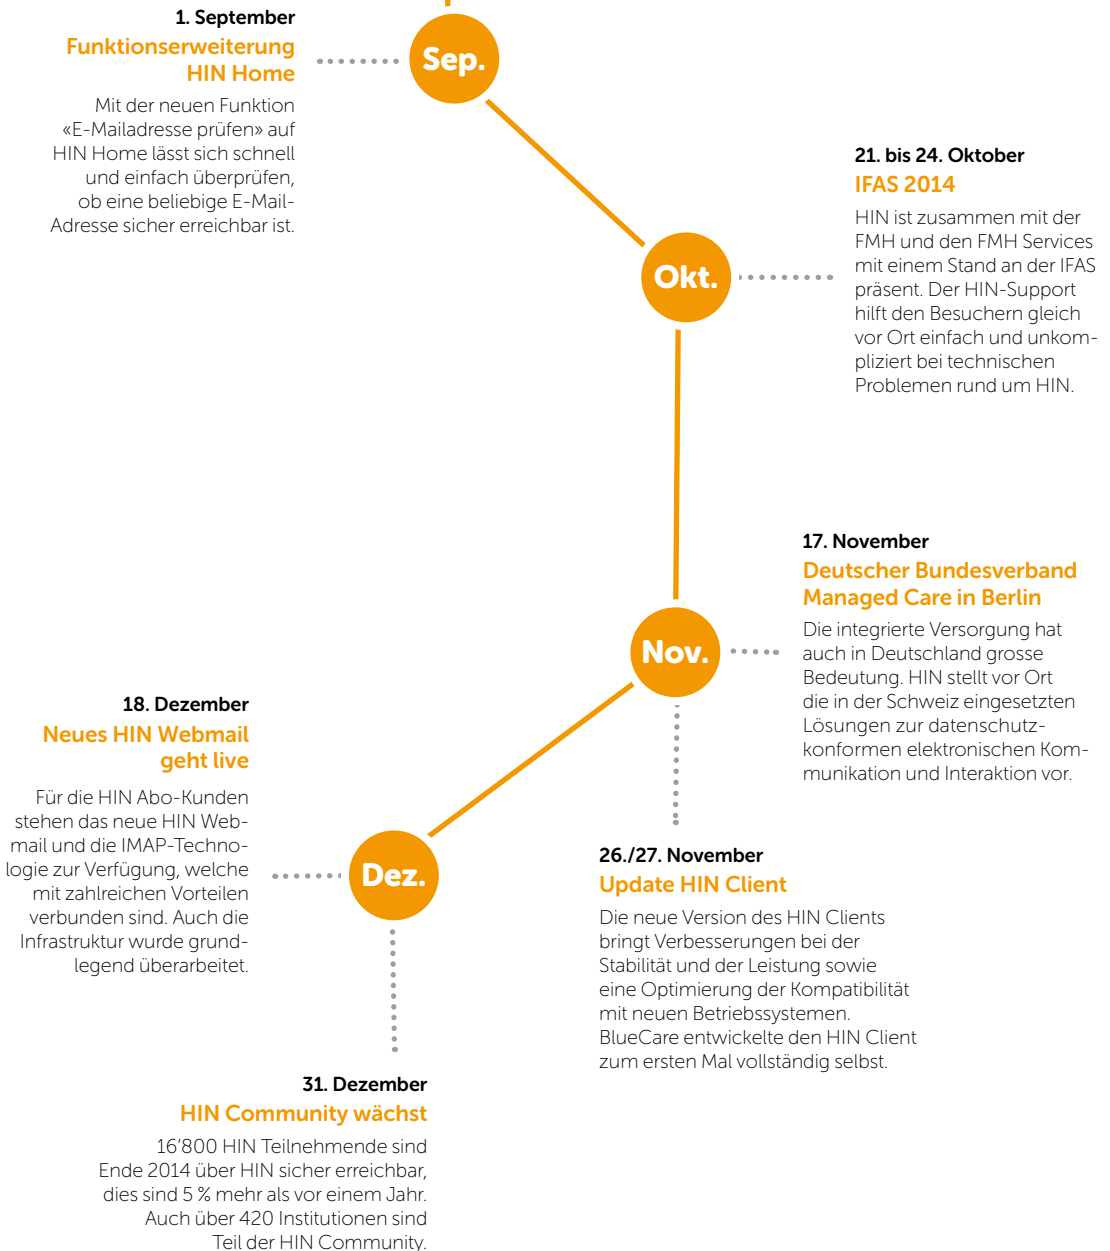 1. September
Funktionserweiterung
HIN Home
Mit der neuen Funktion
«E-Mailadresse prüfen» auf
HIN Home lässt sich schnell
und einfach überprüfen,
ob eine beliebige E-Mail-
Adresse sicher erreichbar ist.
Sep.
21. bis 24. Oktober
IFAS 2014
HIN ist zusammen mit der
FMH und den FMH Services
mit einem Stand an der IFAS
präsent. Der HIN-Support
hilft den Besuchern gleich
vor Ort einfach und unkom-
pliziert bei technischen
Problemen rund um HIN.
Okt.
17. November
Deutscher Bundesverband
Managed Care in Berlin
Die integrierte Versorgung hat
auch in Deutschland grosse
Bedeutung. HIN stellt vor Ort
die in der Schweiz eingesetzten
Lösungen zur datenschutz-
konformen elektronischen Kom-
munikation und Interaktion vor.
Nov.
26./27. November
Update HIN Client
Die neue Version des HIN Clients
bringt Verbesserungen bei der
Stabilität und der Leistung sowie
eine Optimierung der Kompatibilität
mit neuen Betriebssystemen.
BlueCare entwickelte den HIN Client
zum ersten Mal vollständig selbst.
18. Dezember
Neues HIN Webmail
geht live
Für die HIN Abo-Kunden
stehen das neue HIN Web-
mail und die IMAP-Techno-
logie zur Verfügung, welche
mit zahlreichen Vorteilen
verbunden sind. Auch die
Infrastruktur wurde grund-
legend überarbeitet.
Dez.
31. Dezember
HIN Community wächst
16’800 HIN Teilnehmende sind
Ende 2014 über HIN sicher erreichbar,
dies sind 5 % mehr als vor einem Jahr.
Auch über 420 Institutionen sind
Teil der HIN Community.